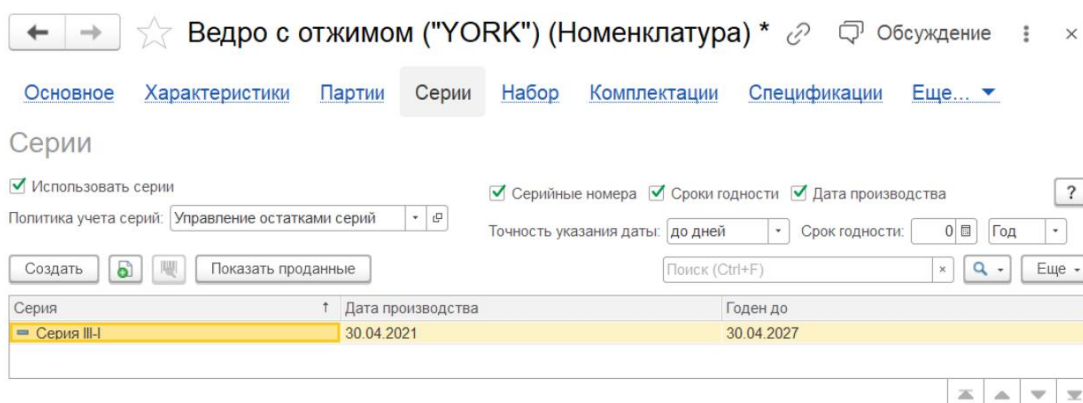 Ведро с отжимом ("YORK") (Номенклатура) * Обсуждение
Основное Характеристики Партии Серии Набор Комплектации Спецификации Еще...
Серии
Использовать серии
Серийные номера Сроки годности Дата производства ?
Политика учета серий: Управление остатками серий
Точность указания даты: до дней Срок годности: 0 Год
Создать Показать проданные Поиск (Ctrl+F) × Еще
Серия ↑ Дата производства Годен до
Серия III-I 30.04.2021 30.04.2027